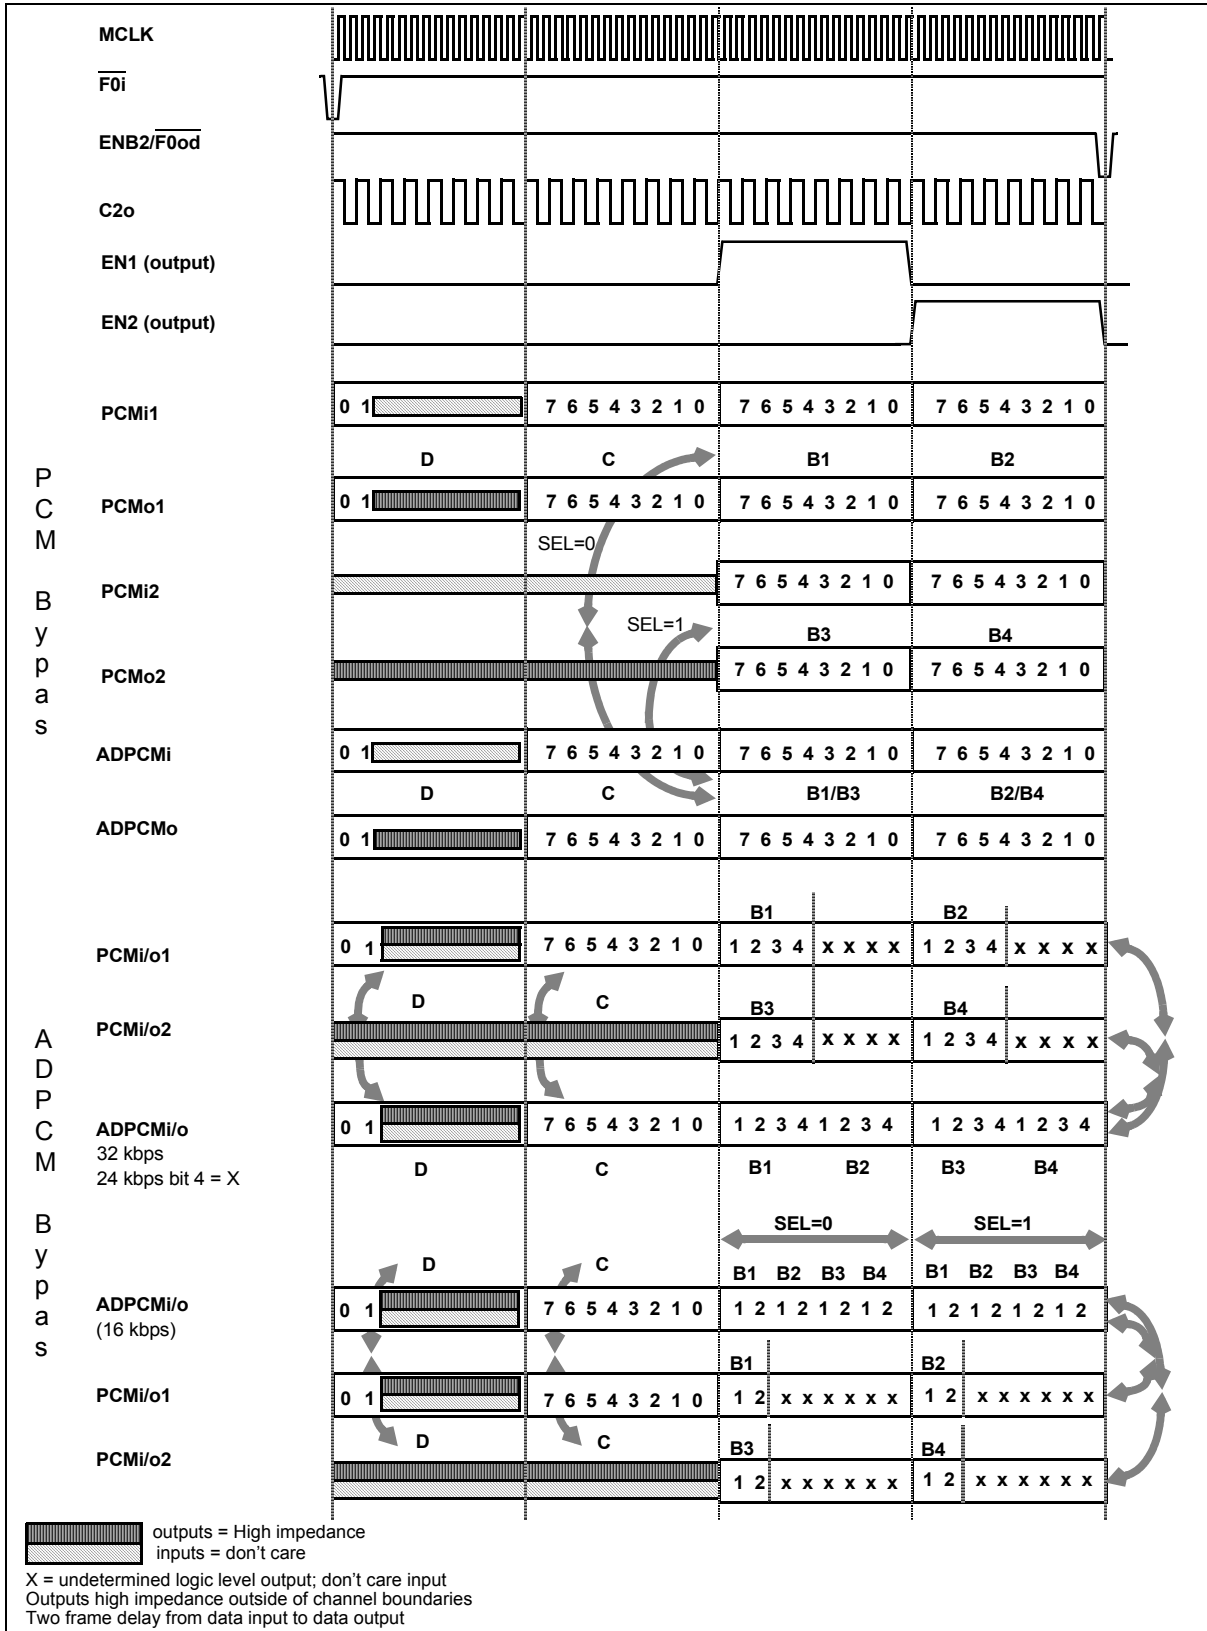 MCLK
F0i
ENB2/F0od
C2o
EN1 (output)
EN2 (output)
PCM Bypas
PCMi1
0 1
7 6 5 4 3 2 1 0
7 6 5 4 3 2 1 0
7 6 5 4 3 2 1 0
D C B1 B2
PCMo1
0 1
7 6 5 4 3 2 1 0
7 6 5 4 3 2 1 0
7 6 5 4 3 2 1 0
SEL=0
PCMi2
7 6 5 4 3 2 1 0
7 6 5 4 3 2 1 0
SEL=1
B3 B4
PCMo2
7 6 5 4 3 2 1 0
7 6 5 4 3 2 1 0
ADPCMi
0 1
7 6 5 4 3 2 1 0
7 6 5 4 3 2 1 0
7 6 5 4 3 2 1 0
D C B1/B3 B2/B4
ADPCMo
0 1
7 6 5 4 3 2 1 0
7 6 5 4 3 2 1 0
7 6 5 4 3 2 1 0
ADPCM Bypas
B1 B2
PCMi/o1
0 1
7 6 5 4 3 2 1 0
1 2 3 4 x x x x
1 2 3 4 x x x x
D C B3 B4
PCMi/o2
1 2 3 4 x x x x
1 2 3 4 x x x x
ADPCMi/o
32 kbps
24 kbps bit 4 = X
0 1
7 6 5 4 3 2 1 0
1 2 3 4 1 2 3 4
1 2 3 4 1 2 3 4
D C B1 B2 B3 B4
SEL=0 SEL=1
D C B1 B2 B3 B4 B1 B2 B3 B4
ADPCMi/o
(16 kbps)
0 1
7 6 5 4 3 2 1 0
1 2 1 2 1 2 1 2
1 2 1 2 1 2 1 2
B1 B2
PCMi/o1
0 1
7 6 5 4 3 2 1 0
1 2 x x x x x x
1 2 x x x x x x
D C B3 B4
PCMi/o2
1 2 x x x x x x
1 2 x x x x x x
outputs = High impedance
inputs = don't care
X = undetermined logic level output; don't care input
Outputs high impedance outside of channel boundaries
Two frame delay from data input to data output